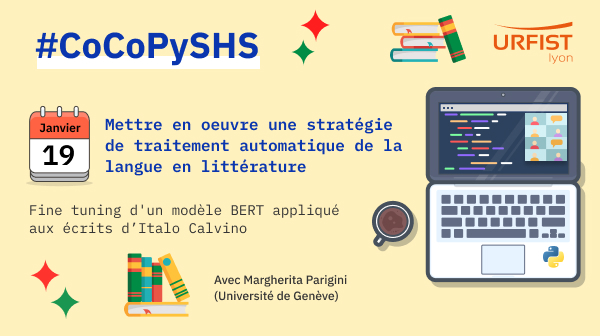 #CoCoPySHS
URFIST
lyon
Janvier
19
Mettre en oeuvre une stratégie
de traitement automatique de la
langue en littérature
Fine tuning d'un modèle BERT appliqué
aux écrits d’Italo Calvino
Avec Margherita Parigini
(Université de Genève)